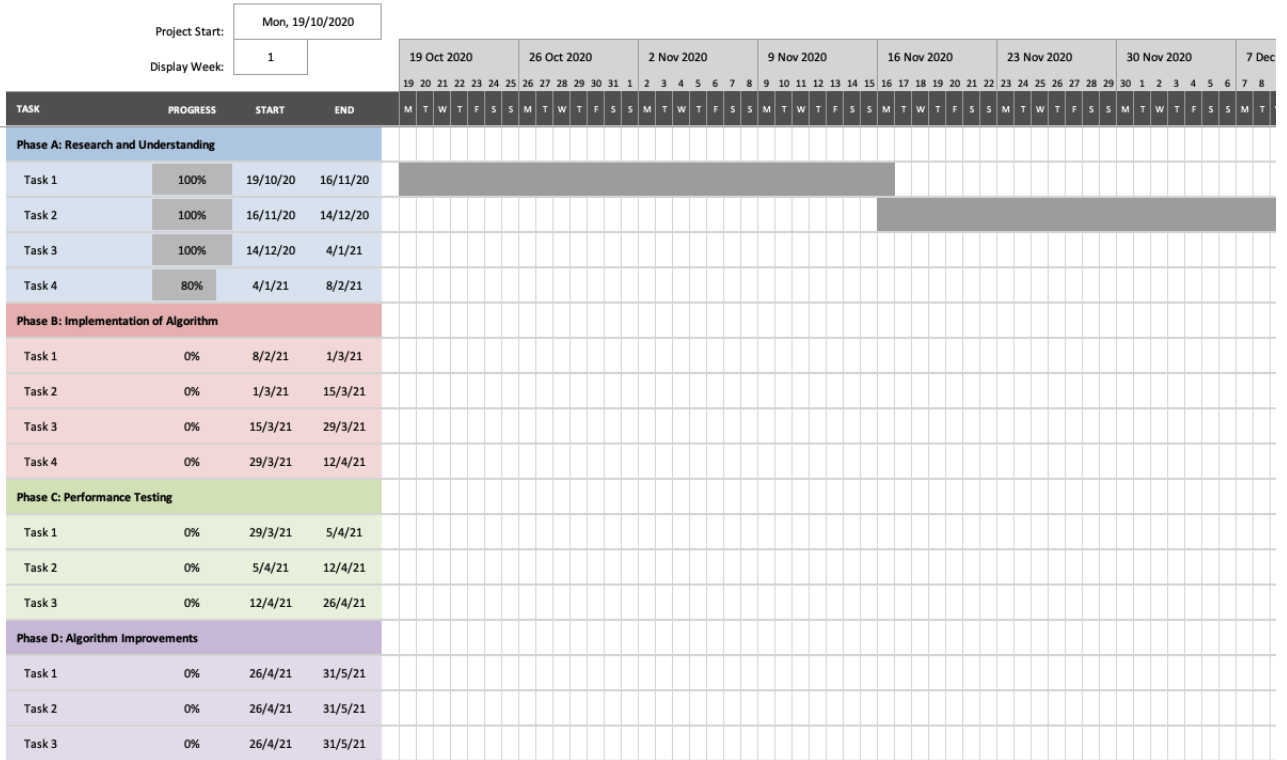 Project Start: Mon, 19/10/2020
Display Week: 1
19 Oct 2020 26 Oct 2020 2 Nov 2020 9 Nov 2020 16 Nov 2020 23 Nov 2020 30 Nov 2020 7 Dec
19 20 21 22 23 24 25 26 27 28 29 30 31 1 2 3 4 5 6 7 8 9 10 11 12 13 14 15 16 17 18 19 20 21 22 23 24 25 26 27 28 29 30 1 2 3 4 5 6 7 8
TASK PROGRESS START END M T W T F S S M T W T F S S M T W T F S S M T W T F S S M T W T F S S M T W T F S S M T W T F S S M T
Phase A: Research and Understanding
Task 1 100% 19/10/20 16/11/20
Task 2 100% 16/11/20 14/12/20
Task 3 100% 14/12/20 4/1/21
Task 4 80% 4/1/21 8/2/21
Phase B: Implementation of Algorithm
Task 1 0% 8/2/21 1/3/21
Task 2 0% 1/3/21 15/3/21
Task 3 0% 15/3/21 29/3/21
Task 4 0% 29/3/21 12/4/21
Phase C: Performance Testing
Task 1 0% 29/3/21 5/4/21
Task 2 0% 5/4/21 12/4/21
Task 3 0% 12/4/21 26/4/21
Phase D: Algorithm Improvements
Task 1 0% 26/4/21 31/5/21
Task 2 0% 26/4/21 31/5/21
Task 3 0% 26/4/21 31/5/21